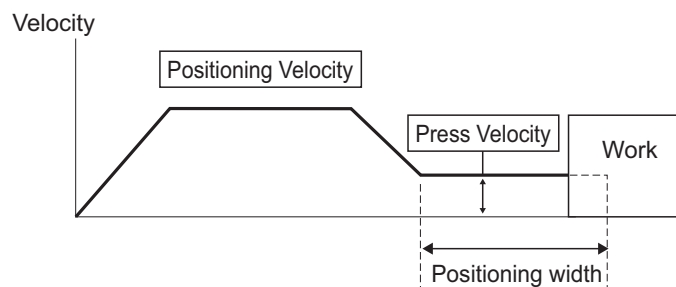 Velocity
Positioning Velocity
Press Velocity
Work
Positioning width